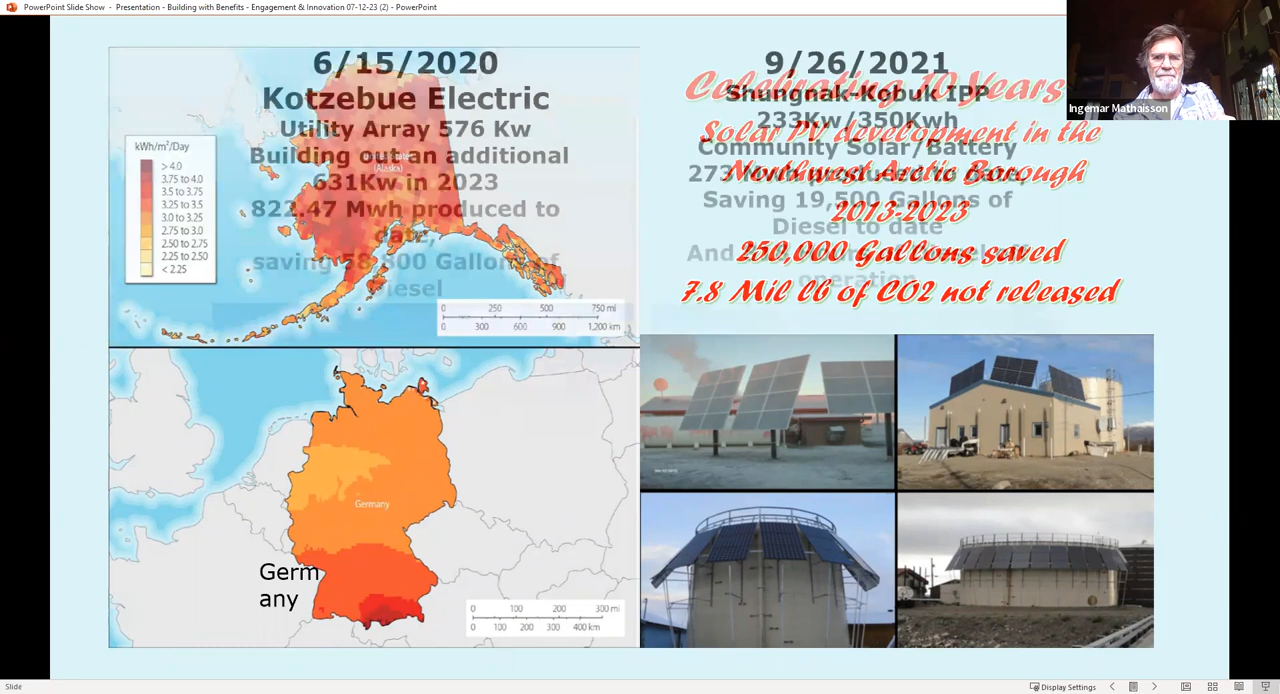 PowerPoint Slide Show - Presentation - Building with Benefits - Engagement & Innovation 07-12-23 (2) - PowerPoint
Ingemar Mathaisson
6/15/2020
Kotzebue Electric
Utility Array 576 Kw
Building out an additional
631Kw in 2023
822.47 Mwh produced to
date,
saving 58,800 Gallons of
Diesel
kWh/m²/Day
> 4.0
3.75 to 4.0
3.5 to 3.75
3.25 to 3.5
3.0 to 3.25
2.75 to 3.0
2.50 to 2.75
2.25 to 2.50
< 2.25
(Alaska)
0 250 500 750 mi
0 300 600 900 1,200 km
9/26/2021
Shungnak-Kobuk IPP
233Kw/350Kwh
Community Solar/Battery
273
Saving 19,500 Gallons of
Diesel to date
And
operation
Celebrating 10 Years
Solar PV development in the
Northwest Arctic Borough
2013-2023
250,000 Gallons saved
7.8 Mil lb of CO2 not released
Germany
Germ
any
0 100 200 300 mi
0 100 200 300 400 km
Slide
Display Settings